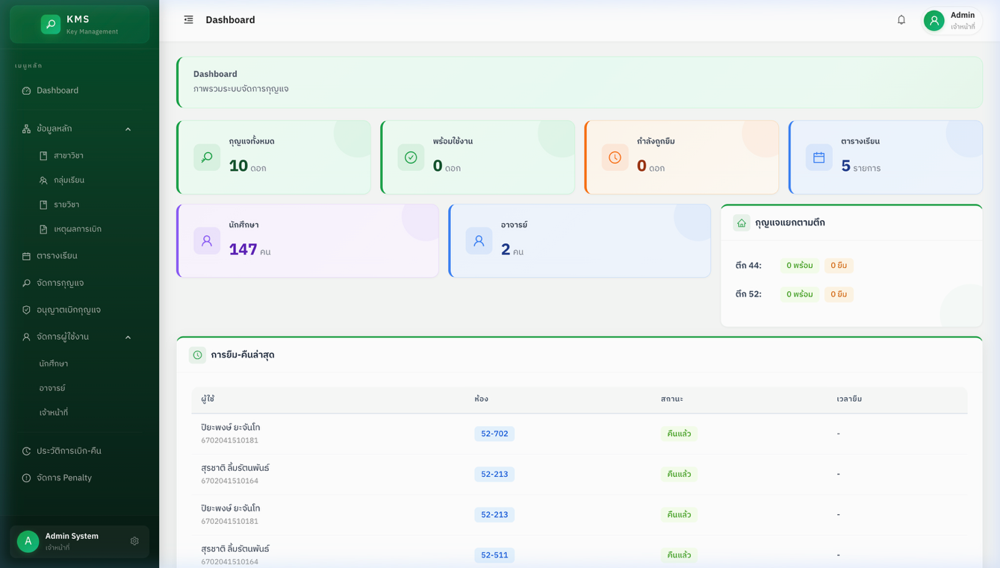 KMS
Key Management
เมนูหลัก
Dashboard
ข้อมูลหลัก
สาขาวิชา
กลุ่มเรียน
รายวิชา
เหตุผลการเบิก
ตารางเรียน
จัดการกุญแจ
อนุญาตเบิกกุญแจ
จัดการผู้ใช้งาน
นักศึกษา
อาจารย์
เจ้าหน้าที่
ประวัติการเบิก-คืน
จัดการ Penalty
A
Admin System
เจ้าหน้าที่
Dashboard
Admin
เจ้าหน้าที่
Dashboard
ภาพรวมระบบจัดการกุญแจ
กุญแจทั้งหมด
10 ดอก
พร้อมใช้งาน
0 ดอก
กำลังถูกยืม
0 ดอก
ตารางเรียน
5 รายการ
นักศึกษา
147 คน
อาจารย์
2 คน
กุญแจแยกตามตึก
ตึก 44: 0 พร้อม 0 ยืม
ตึก 52: 0 พร้อม 0 ยืม
การยืม-คืนล่าสุด
ผู้ใช้ ห้อง สถานะ เวลายืม
ปิยะพงษ์ ยะจันโท
6702041510181
52-702 คืนแล้ว -
สุรชาติ ลิ้มรัตนพันธ์
6702041510164
52-213 คืนแล้ว -
ปิยะพงษ์ ยะจันโท
6702041510181
52-213 คืนแล้ว -
สุรชาติ ลิ้มรัตนพันธ์
6702041510164
52-511 คืนแล้ว -